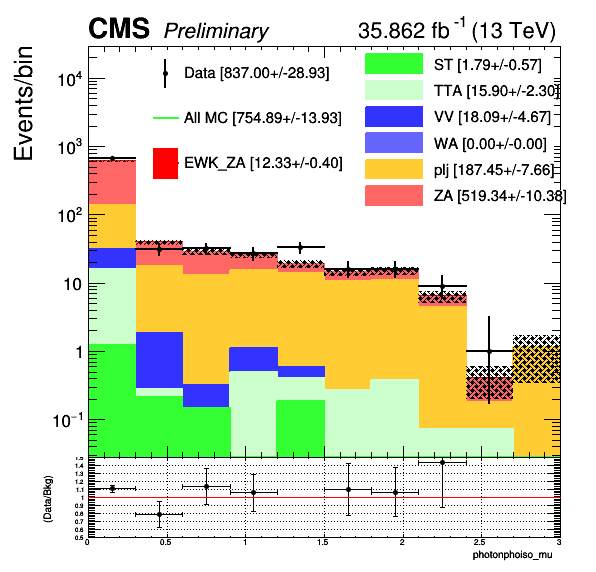 CMS Preliminary 35.862 fb⁻¹ (13 TeV)
Events/bin
Data [837.00+/-28.93]
All MC [754.89+/-13.93]
EWK_ZA [12.33+/-0.40]
ST [1.79+/-0.57]
TTA [15.90+/-2.30]
VV [18.09+/-4.67]
WA [0.00+/-0.00]
plj [187.45+/-7.66]
ZA [519.34+/-10.38]
10⁴
10³
10²
10
1
10⁻¹
(Data/Bkg)
1.5
1.4
1.3
1.2
1.1
1
0.9
0.8
0.7
0.6
0.5
0 0.5 1 1.5 2 2.5 3
photonphoiso_mu